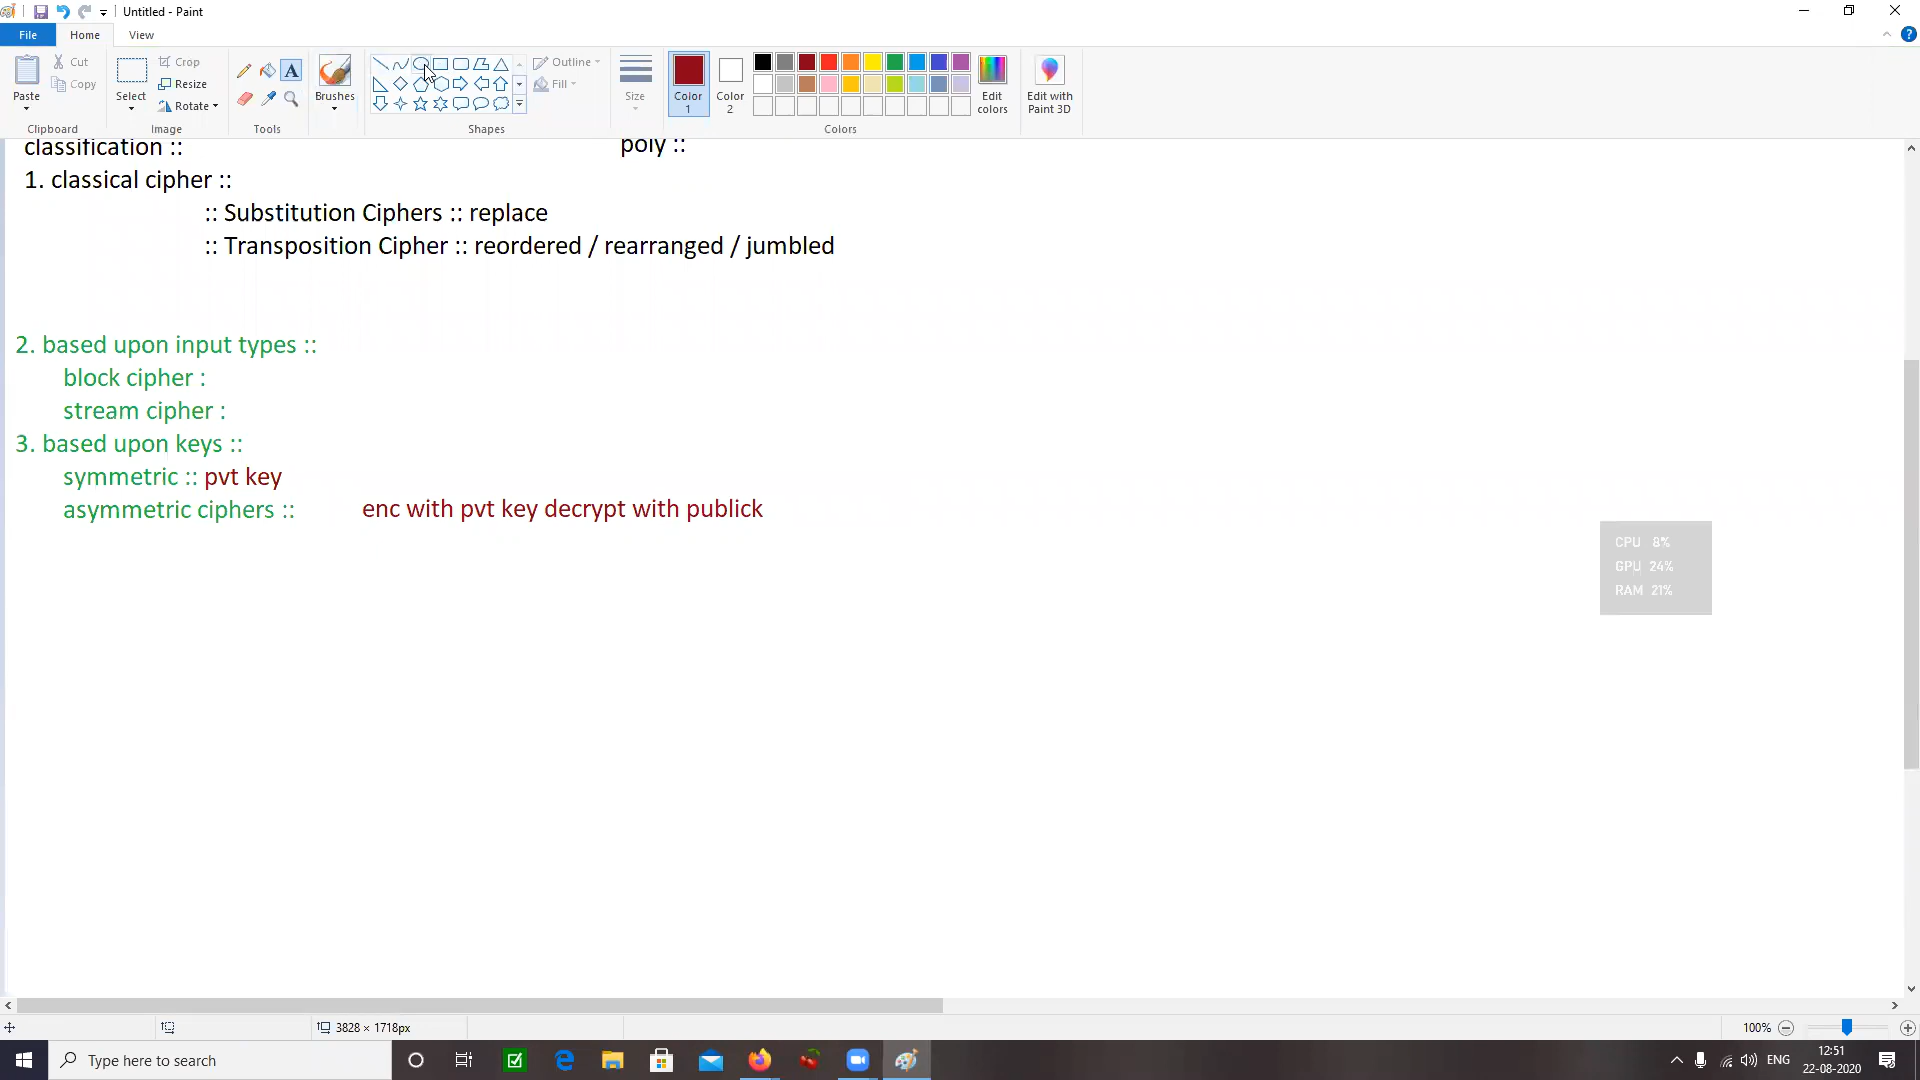 Untitled - Paint
File Home View
Paste
Cut
Copy
Clipboard
Select
Crop
Resize
Rotate
Image
Tools
Brushes
Shapes
Outline
Fill
Size
Color 1
Color 2
Colors
Edit colors
Edit with Paint 3D
classification ::
poly ::
1. classical cipher ::
:: Substitution Ciphers :: replace
:: Transposition Cipher :: reordered / rearranged / jumbled
2. based upon input types ::
block cipher :
stream cipher :
3. based upon keys ::
symmetric :: pvt key
asymmetric ciphers :: enc with pvt key decrypt with publick
CPU 8%
GPU 24%
RAM 21%
3828 × 1718px
100%
Type here to search
ENG
12:51
22-08-2020